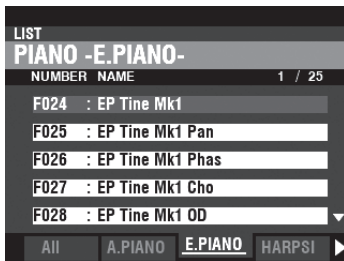 LIST
PIANO -E.PIANO-
NUMBER NAME 1 / 25
F024 : EP Tine Mk1
F025 : EP Tine Mk1 Pan
F026 : EP Tine Mk1 Phas
F027 : EP Tine Mk1 Cho
F028 : EP Tine Mk1 OD
All A.PIANO E.PIANO HARPSI